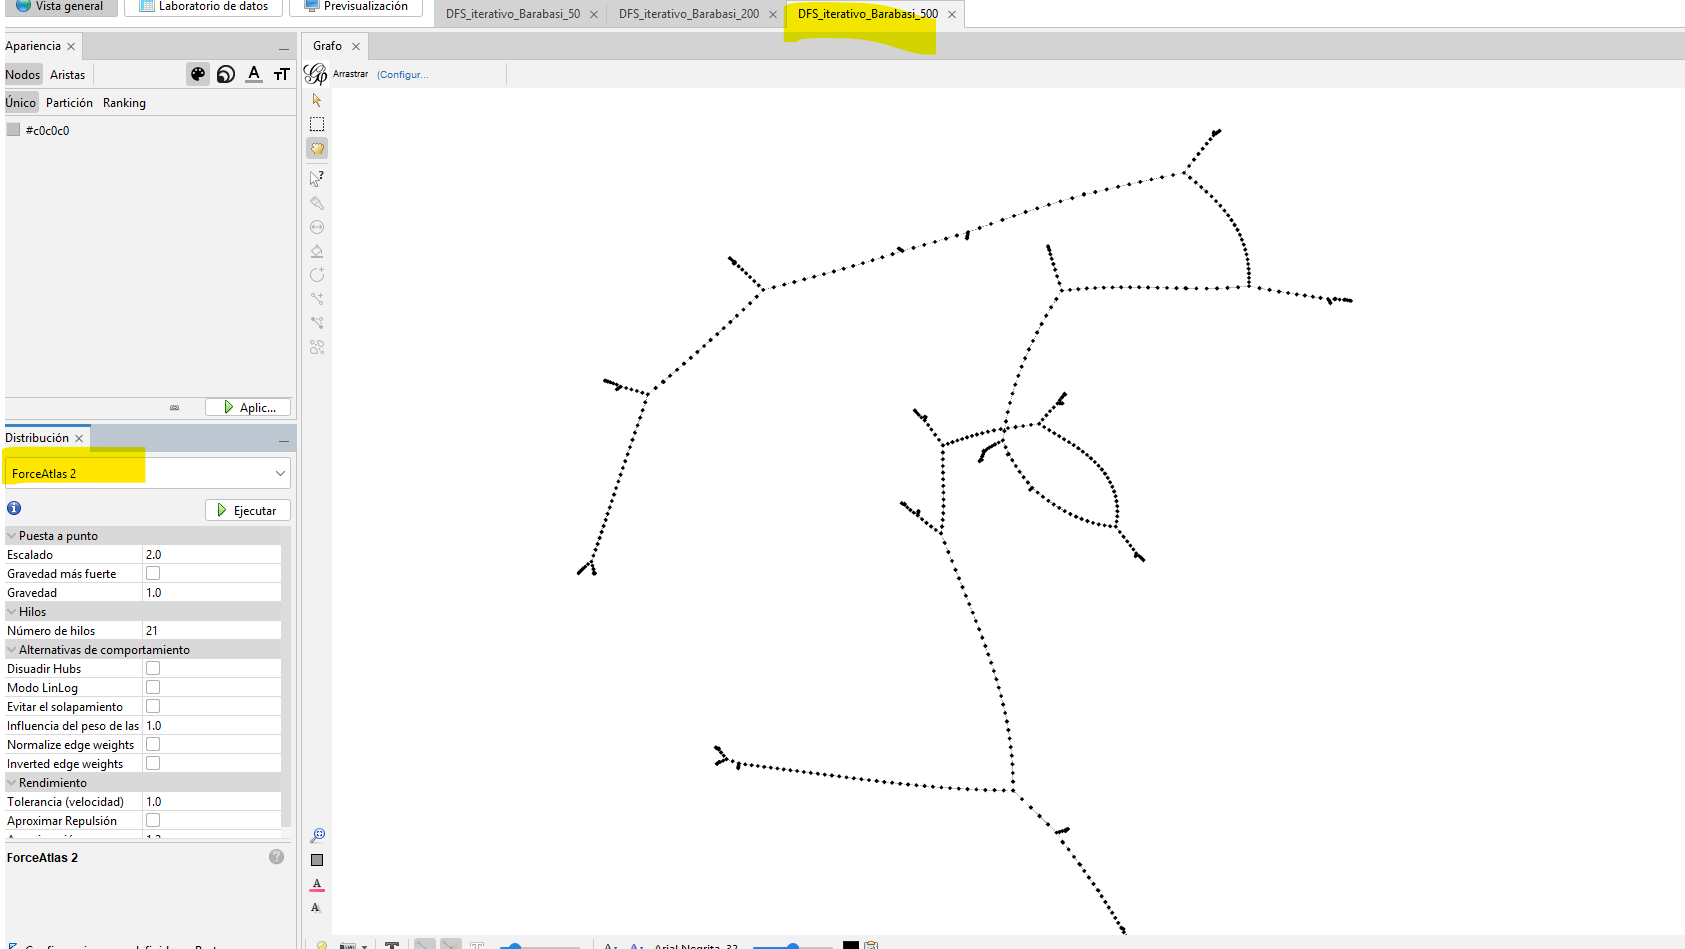 Vista general
Laboratorio de datos
Previsualización
DFS_iterativo_Barabasi_50
DFS_iterativo_Barabasi_200
DFS_iterativo_Barabasi_500
Apariencia
Grafo
Nodos Aristas
Arrastrar (Configur...
Único Partición Ranking
#c0c0c0
Aplic...
Distribución
ForceAtlas 2
Ejecutar
Puesta a punto
Escalado 2.0
Gravedad más fuerte
Gravedad 1.0
Hilos
Número de hilos 21
Alternativas de comportamiento
Disuadir Hubs
Modo LinLog
Evitar el solapamiento
Influencia del peso de las 1.0
Normalize edge weights
Inverted edge weights
Rendimiento
Tolerancia (velocidad) 1.0
Aproximar Repulsión
ForceAtlas 2
Arial Negrita, 32